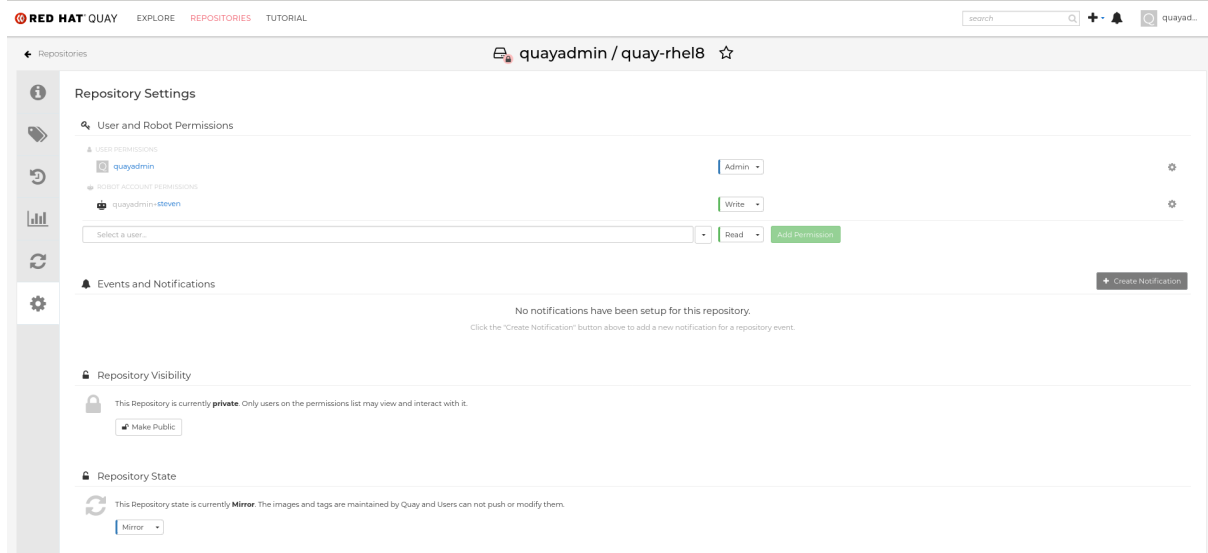 RED HAT QUAY EXPLORE REPOSITORIES TUTORIAL search quayad...
Repositories quayadmin / quay-rhel8
Repository Settings
User and Robot Permissions
USER PERMISSIONS
quayadmin Admin
ROBOT ACCOUNT PERMISSIONS
quayadmin+steven Write
Select a user... Read Add Permission
Events and Notifications + Create Notification
No notifications have been setup for this repository.
Click the "Create Notification" button above to add a new notification for a repository event.
Repository Visibility
This Repository is currently private. Only users on the permissions list may view and interact with it.
Make Public
Repository State
This Repository state is currently Mirror. The images and tags are maintained by Quay and Users can not push or modify them.
Mirror